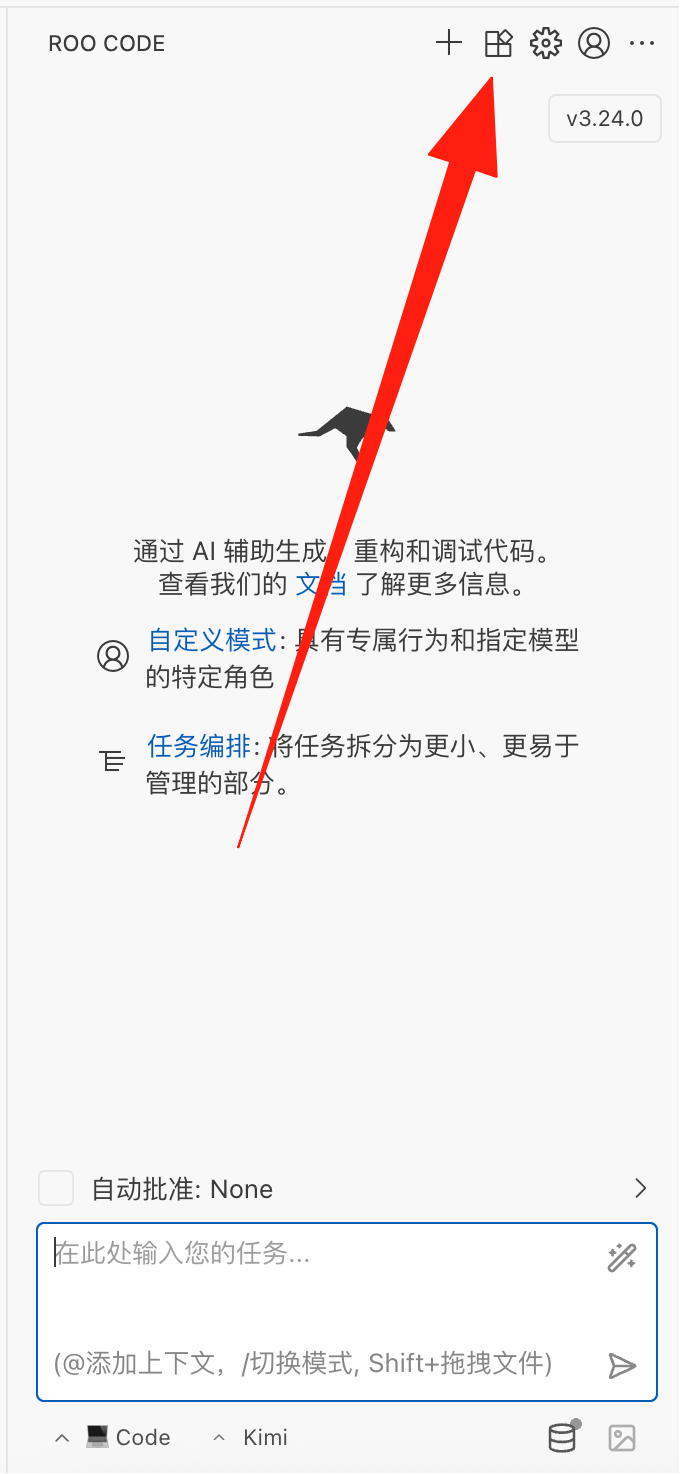 ROO CODE
v3.24.0
通过 AI 辅助生成 重构和调试代码。
查看我们的 文档 了解更多信息。
自定义模式: 具有专属行为和指定模型
的特定角色
任务编排: 将任务拆分为更小、更易于
管理的部分。
自动批准: None
在此处输入您的任务...
(@添加上下文，/切换模式, Shift+拖拽文件)
Code
Kimi